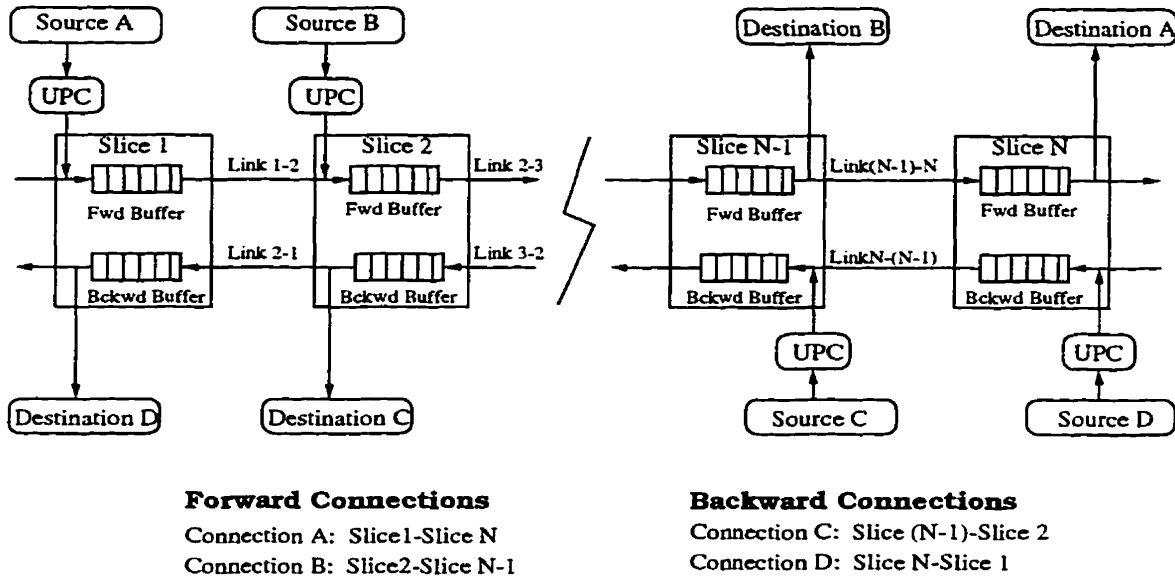 Source A
Source B
Destination B
Destination A
UPC
UPC
Slice 1
Slice 2
Slice N-1
Slice N
Link 1-2
Link 2-3
Link(N-1)-N
Fwd Buffer
Fwd Buffer
Fwd Buffer
Fwd Buffer
Link 2-1
Link 3-2
LinkN-(N-1)
Bckwd Buffer
Bckwd Buffer
Bckwd Buffer
Bckwd Buffer
UPC
UPC
Destination D
Destination C
Source C
Source D
Forward Connections
Backward Connections
Connection A: Slice1-Slice N
Connection C: Slice (N-1)-Slice 2
Connection B: Slice2-Slice N-1
Connection D: Slice N-Slice 1